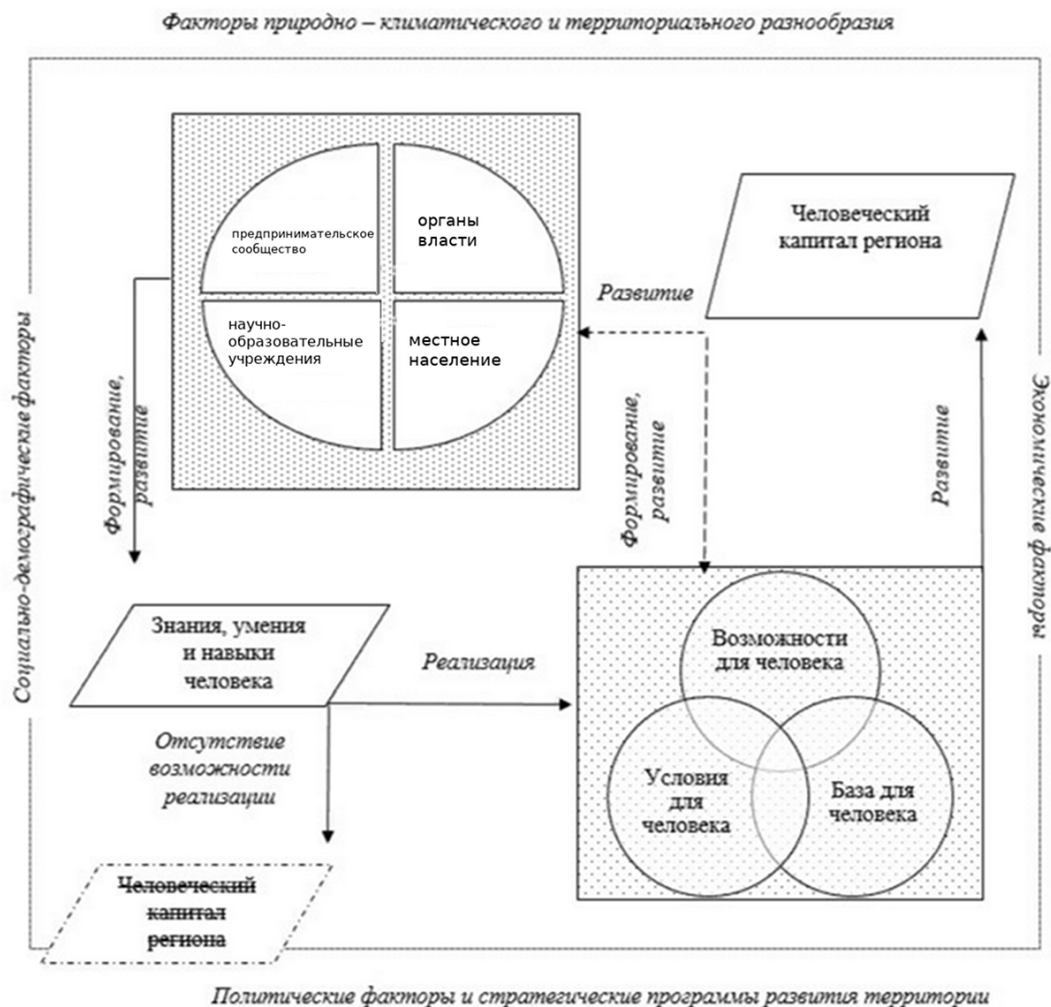 Факторы природно – климатического и территориального разнообразия
предпринимательское
сообщество
органы
власти
научно-
образовательные
учреждения
местное
население
Человеческий
капитал региона
Развитие
Социально-демографические факторы
Формирование,
развитие
Формирование,
развитие
Развитие
Экономические факторы
Знания, умения
и навыки
человека
Реализация
Отсутствие
возможности
реализации
Возможности
для человека
Условия
для
человека
База для
человека
Человеческий
капитал
региона
Политические факторы и стратегические программы развития территории